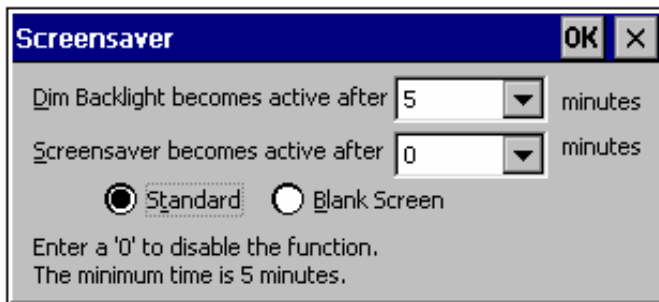 Screensaver OK ×
Dim Backlight becomes active after 5 minutes
Screensaver becomes active after 0 minutes
Standard Blank Screen
Enter a '0' to disable the function.
The minimum time is 5 minutes.